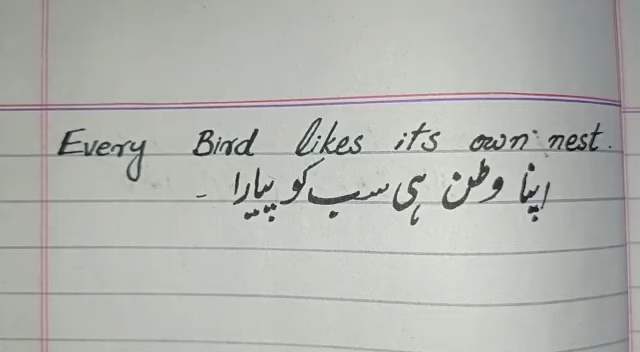 Every Bird likes its own nest.
اپنا وطن ہی سب کو پیارا ۔